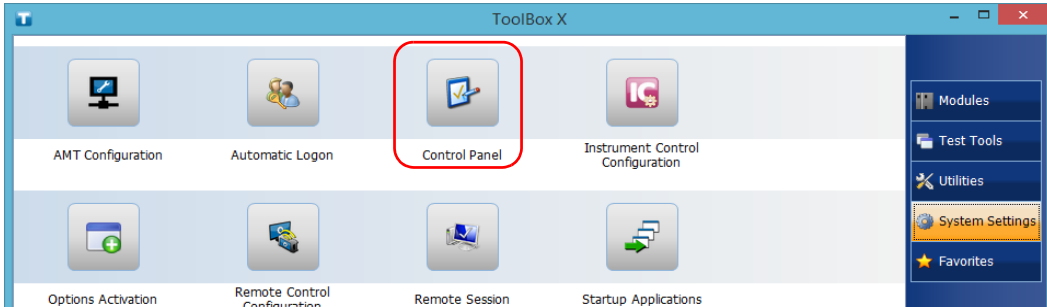 ToolBox X
AMT Configuration
Automatic Logon
Control Panel
Instrument Control
Configuration
Options Activation
Remote Control
Configuration
Remote Session
Startup Applications
Modules
Test Tools
Utilities
System Settings
Favorites